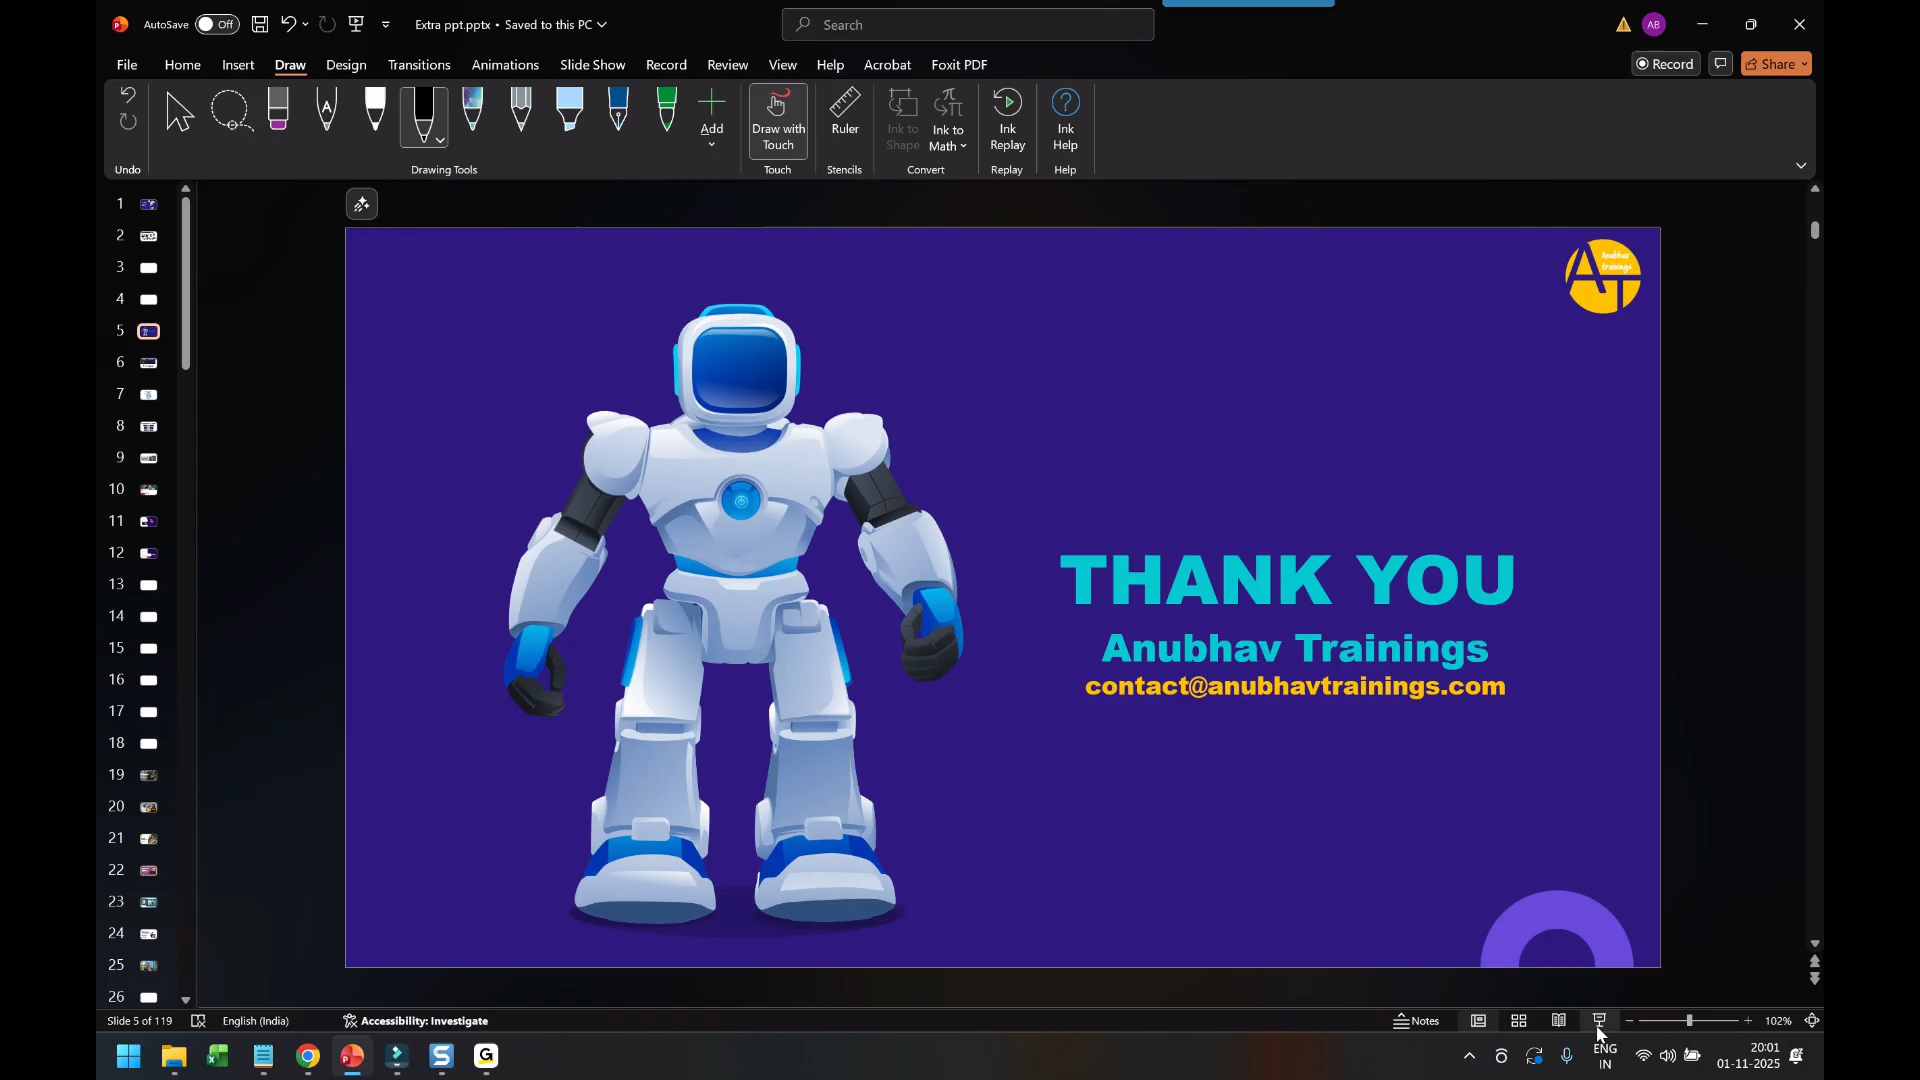 AutoSave Off
Extra ppt.pptx • Saved to this PC
Search
AB
File Home Insert Draw Design Transitions Animations Slide Show Record Review View Help Acrobat Foxit PDF
Record Share
Add
Draw with Touch
Ruler
Ink to Shape
Ink to Math
Ink Replay
Ink Help
Undo Drawing Tools Touch Stencils Convert Replay Help
1
2
3
4
5
6
7
8
9
10
11
12
13
14
15
16
17
18
19
20
21
22
23
24
25
26
Anubhav
trainings
AT
THANK YOU
Anubhav Trainings
contact@anubhavtrainings.com
Slide 5 of 119 English (India) Accessibility: Investigate Notes 102%
ENG
IN
20:01
01-11-2025